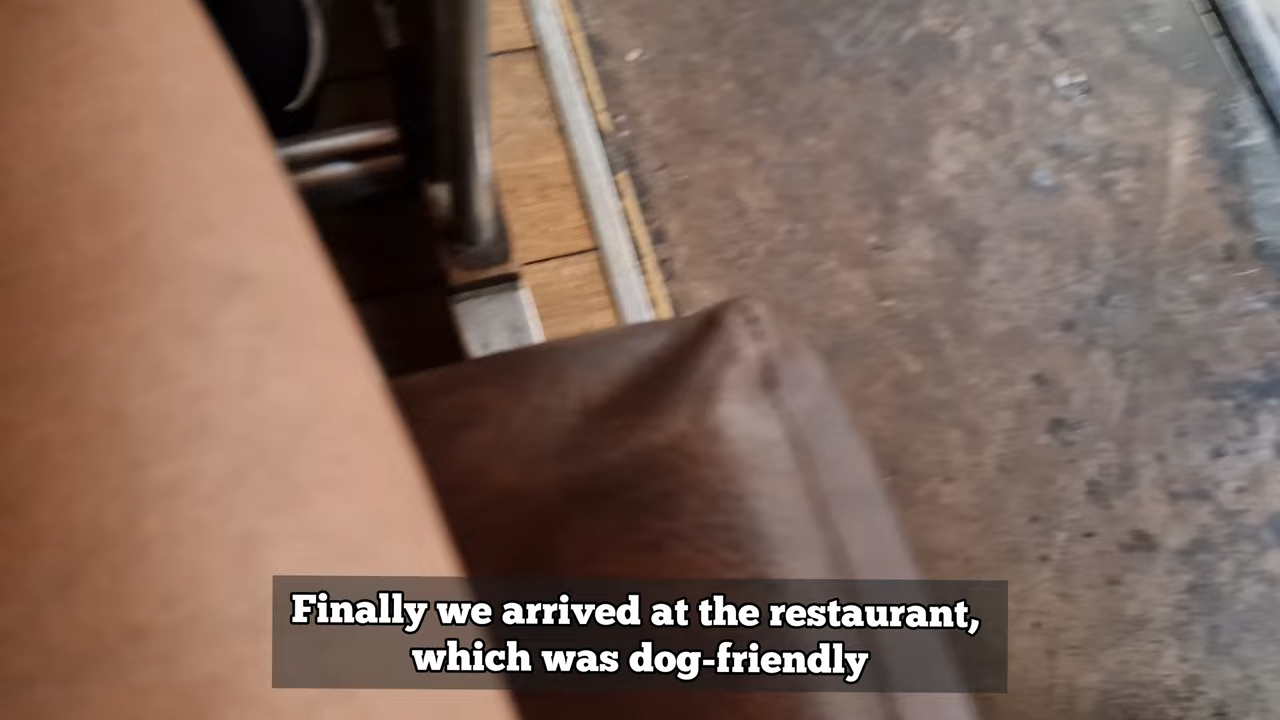 Finally we arrived at the restaurant,
which was dog-friendly